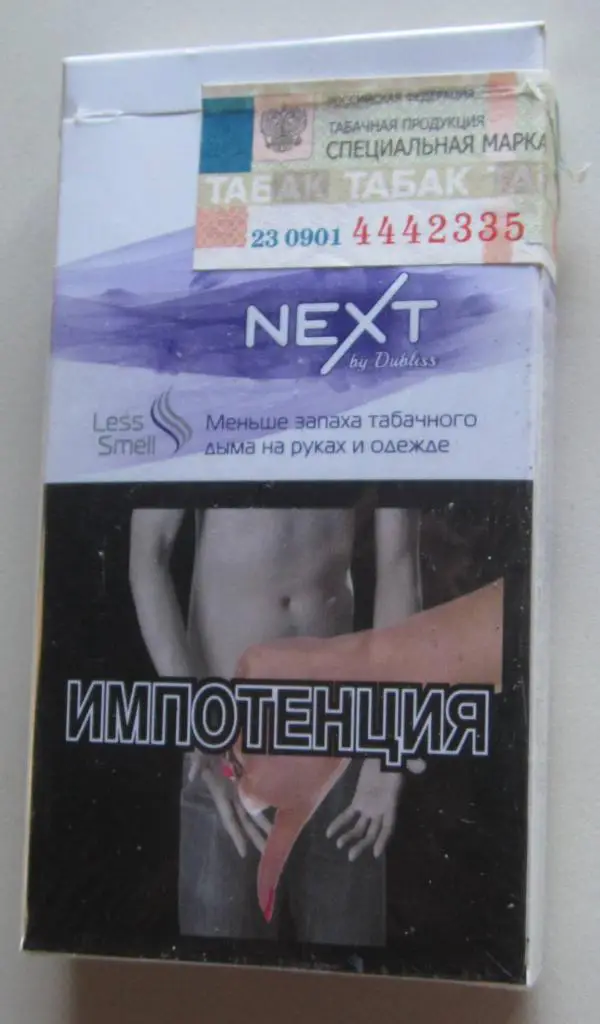 РОССИЙСКАЯ ФЕДЕРАЦИЯ
ТАБАЧНАЯ ПРОДУКЦИЯ
СПЕЦИАЛЬНАЯ МАРКА
ТАБАК ТАБАК ТА
23 0901 4442335
NEXT
by Dubliss
Less Smell
Меньше запаха табачного
дыма на руках и одежде
ИМПОТЕНЦИЯ